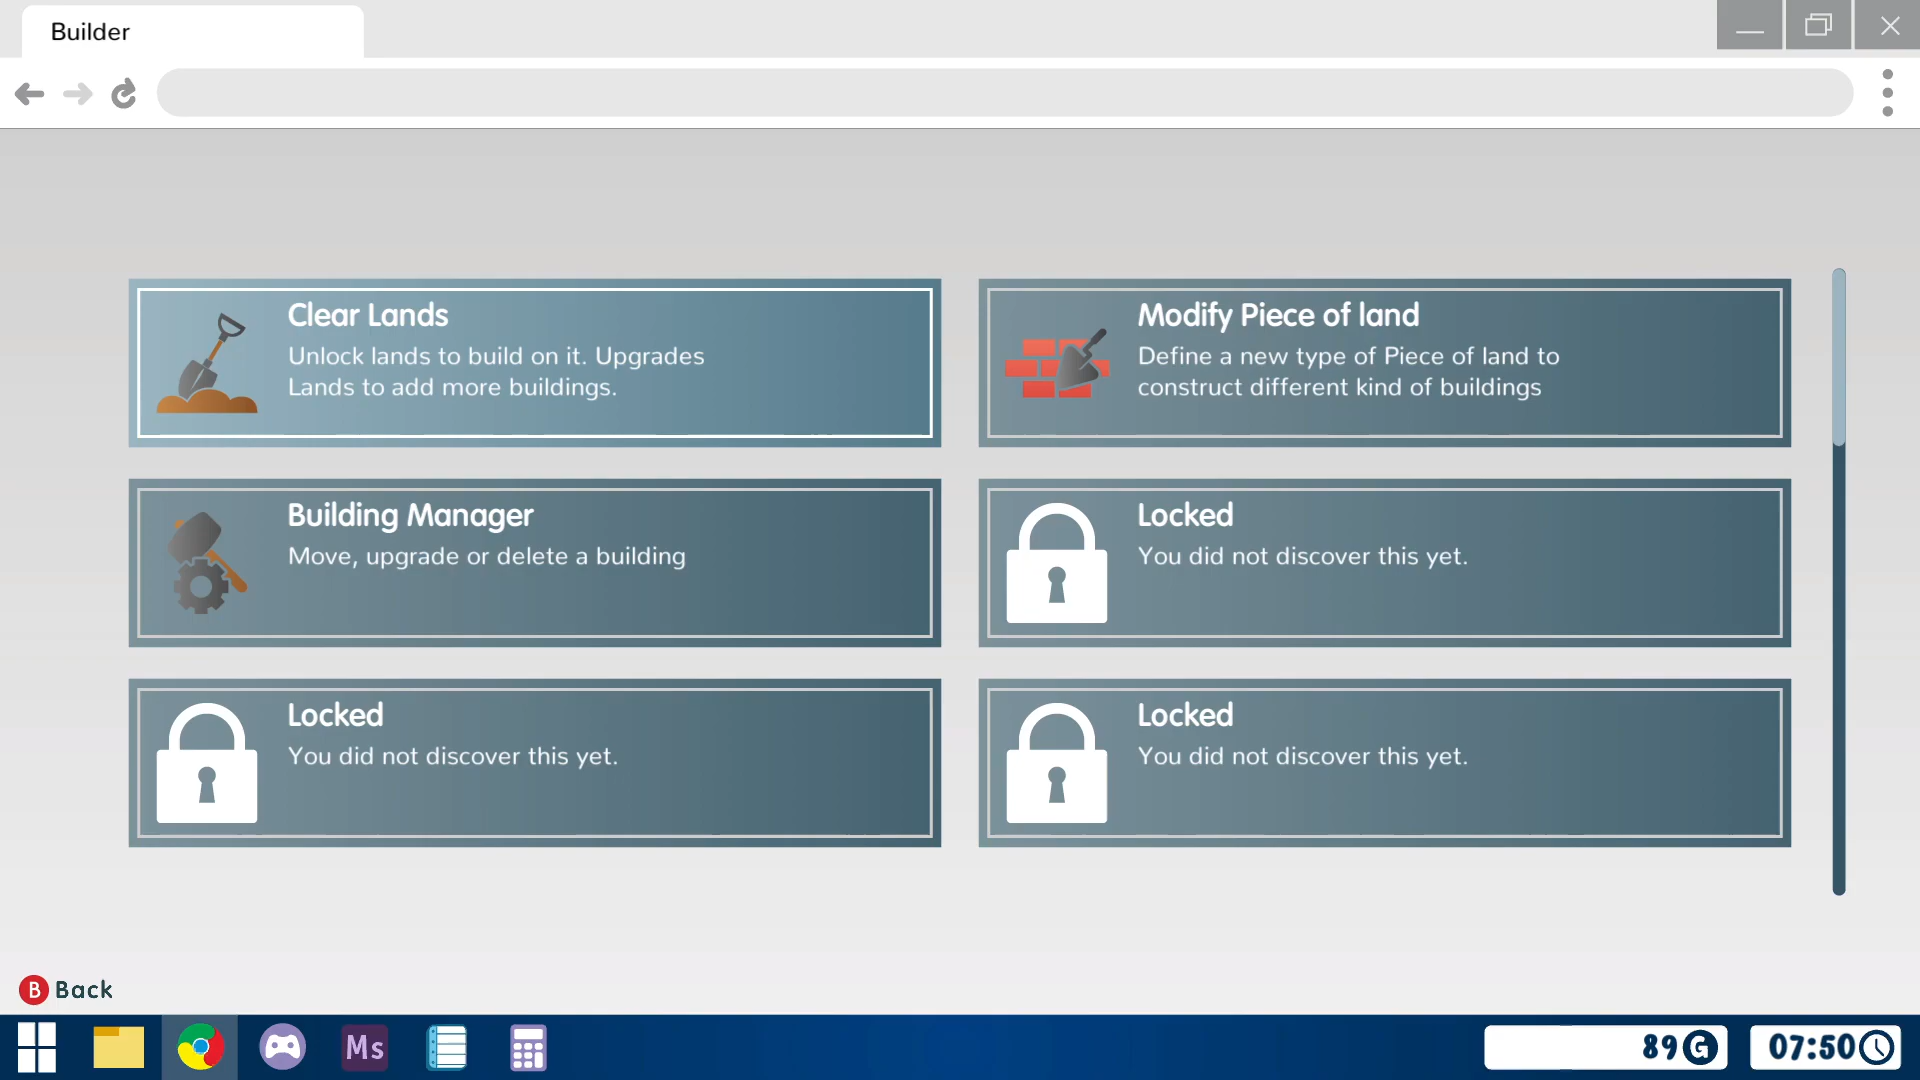 Builder
Clear Lands
Unlock lands to build on it. Upgrades
Lands to add more buildings.
Modify Piece of land
Define a new type of Piece of land to
construct different kind of buildings
Building Manager
Move, upgrade or delete a building
Locked
You did not discover this yet.
Locked
You did not discover this yet.
Locked
You did not discover this yet.
B Back
Ms
89 G
07:50